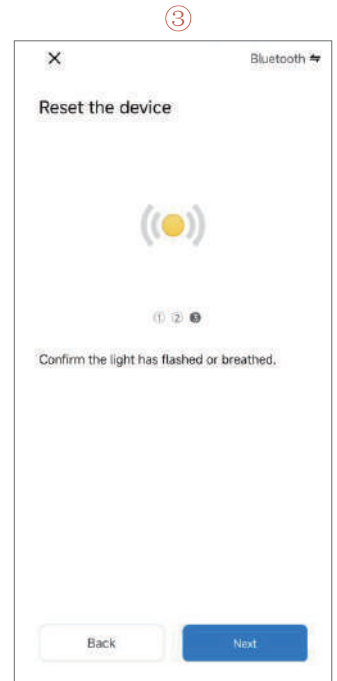 ③
× Bluetooth ⇋
Reset the device
① ② ❸
Confirm the light has flashed or breathed.
Back Next